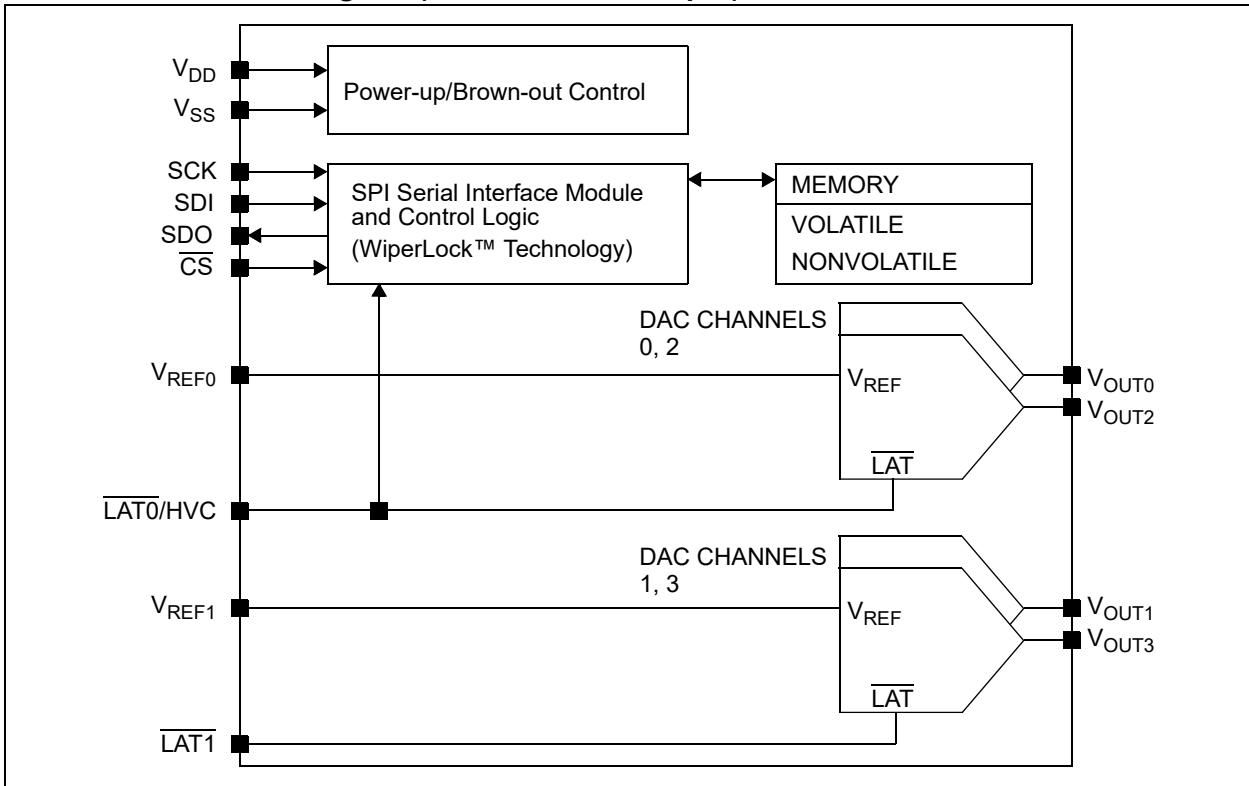 VDD
Power-up/Brown-out Control
VSS
SCK
SPI Serial Interface Module
MEMORY
SDI
and Control Logic
VOLATILE
SDO
(WiperLock™ Technology)
NONVOLATILE
CS
DAC CHANNELS
0, 2
VREF0
VREF
VOUT0
VOUT2
LAT
LAT0/HVC
DAC CHANNELS
1, 3
VREF1
VREF
VOUT1
VOUT3
LAT
LAT1